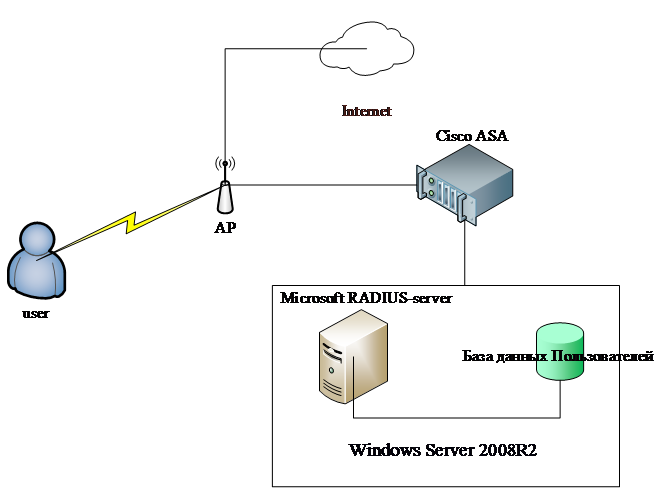 Internet
Cisco ASA
AP
user
Microsoft RADIUS-server
База данных Пользователей
Windows Server 2008R2